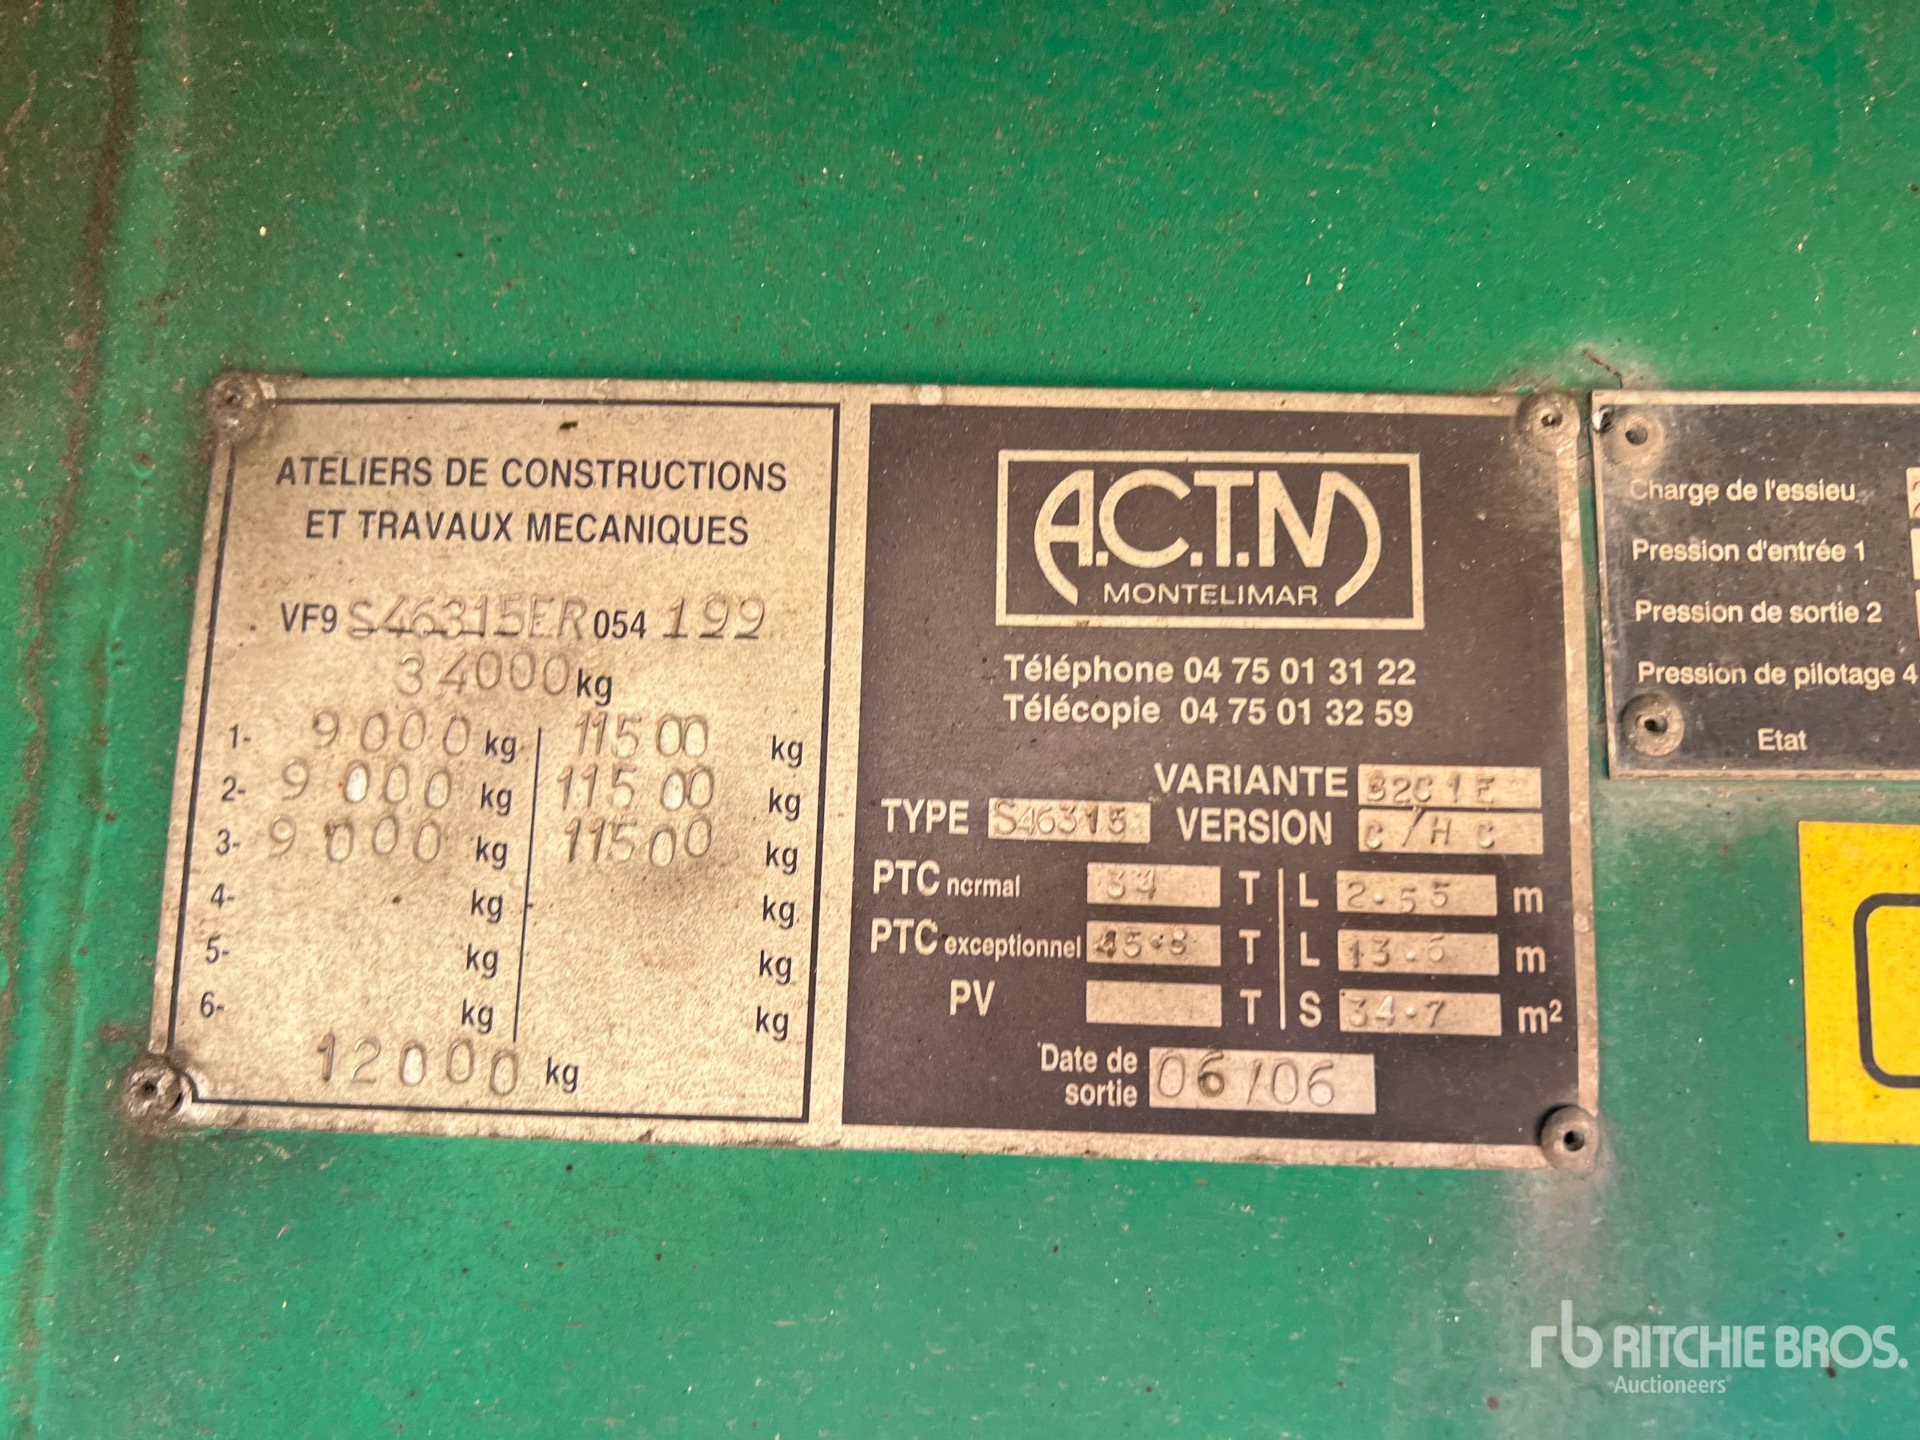 ATELIERS DE CONSTRUCTIONS
ET TRAVAUX MECANIQUES
VF9 S46315ER 054 199
34000 kg
1- 9000 kg 11500 kg
2- 9000 kg 11500 kg
3- 9000 kg 11500 kg
4- kg kg
5- kg kg
6- kg kg
12000 kg
A.C.T.M
MONTELIMAR
Téléphone 04 75 01 31 22
Télécopie 04 75 01 32 59
VARIANTE
TYPE S46315 VERSION C/HC
PTC normal 34 T L 2.55 m
PTC exceptionnel 45.8 T L 13.6 m
PV T S 34.7 m²
Date de
sortie 06/06
Charge de l'essieu
Pression d'entrée 1
Pression de sortie 2
Pression de pilotage 4
Etat
rb RITCHIE BROS.
Auctioneers